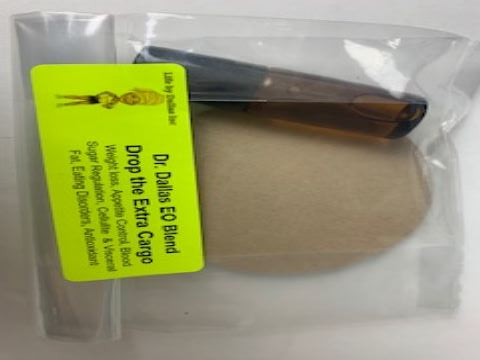 Life by Dallas Inc
Dr. Dallas EO Blend
Drop the Extra Cargo
Weight loss, Appetite Control, Blood
Sugar Regulation, Cellulite & Visceral
Fat, Eating Disorders, Antioxidant